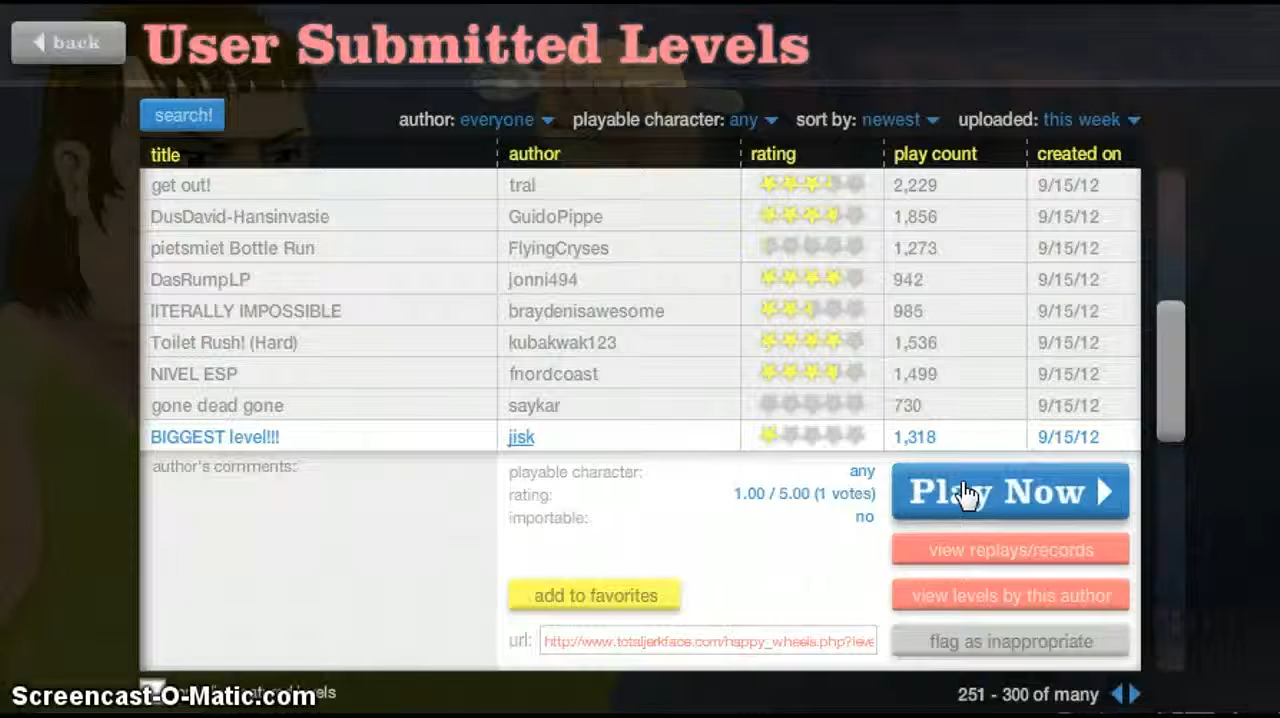 back
User Submitted Levels
search!
author: everyone playable character: any sort by: newest uploaded: this week
title author rating play count created on
get out! tral 2,229 9/15/12
DusDavid-Hansinvasie GuidoPippe 1,856 9/15/12
pietsmiet Bottle Run FlyingCryses 1,273 9/15/12
DasRumpLP jonni494 942 9/15/12
lITERALLY IMPOSSIBLE braydenisawesome 985 9/15/12
Toilet Rush! (Hard) kubakwak123 1,536 9/15/12
NIVEL ESP fnordcoast 1,499 9/15/12
gone dead gone saykar 730 9/15/12
BIGGEST level!!! jisk 1,318 9/15/12
author's comments:
playable character: any
rating: 1.00 / 5.00 (1 votes)
importable: no
Play Now
view replays/records
add to favorites
view levels by this author
url: http://www.totaljerkface.com/happy_wheels.php?leve
flag as inappropriate
levels
Screencast-O-Matic.com
251 - 300 of many